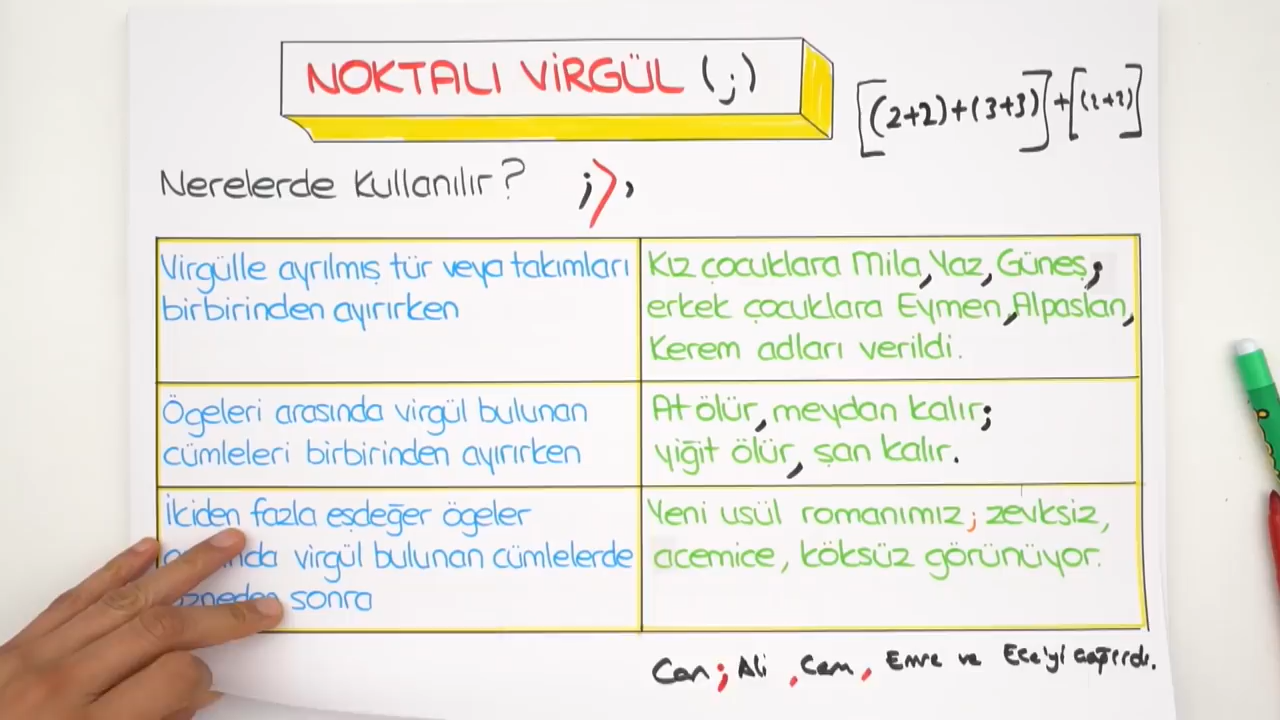 NOKTALI VİRGÜL (;)
[(2+2)+(3+3)]+[(2+2)]
Nerelerde Kullanılır? ; > ,
Virgülle ayrılmış tür veya takımları
birbirinden ayırırken
Kız çocuklara Mila, Yaz, Güneş;
erkek çocuklara Eymen, Alpaslan,
Kerem adları verildi.
Ögeleri arasında virgül bulunan
cümleleri birbirinden ayırırken
At ölür, meydan kalır;
yiğit ölür, şan kalır.
İkiden fazla eşdeğer ögeler
virgül bulunan cümlelerde
sonra
Yeni usül romanımız; zevksiz,
acemice, köksüz görünüyor.
Can; Ali, Cem, Emre ve Ece'yi çağırdı.